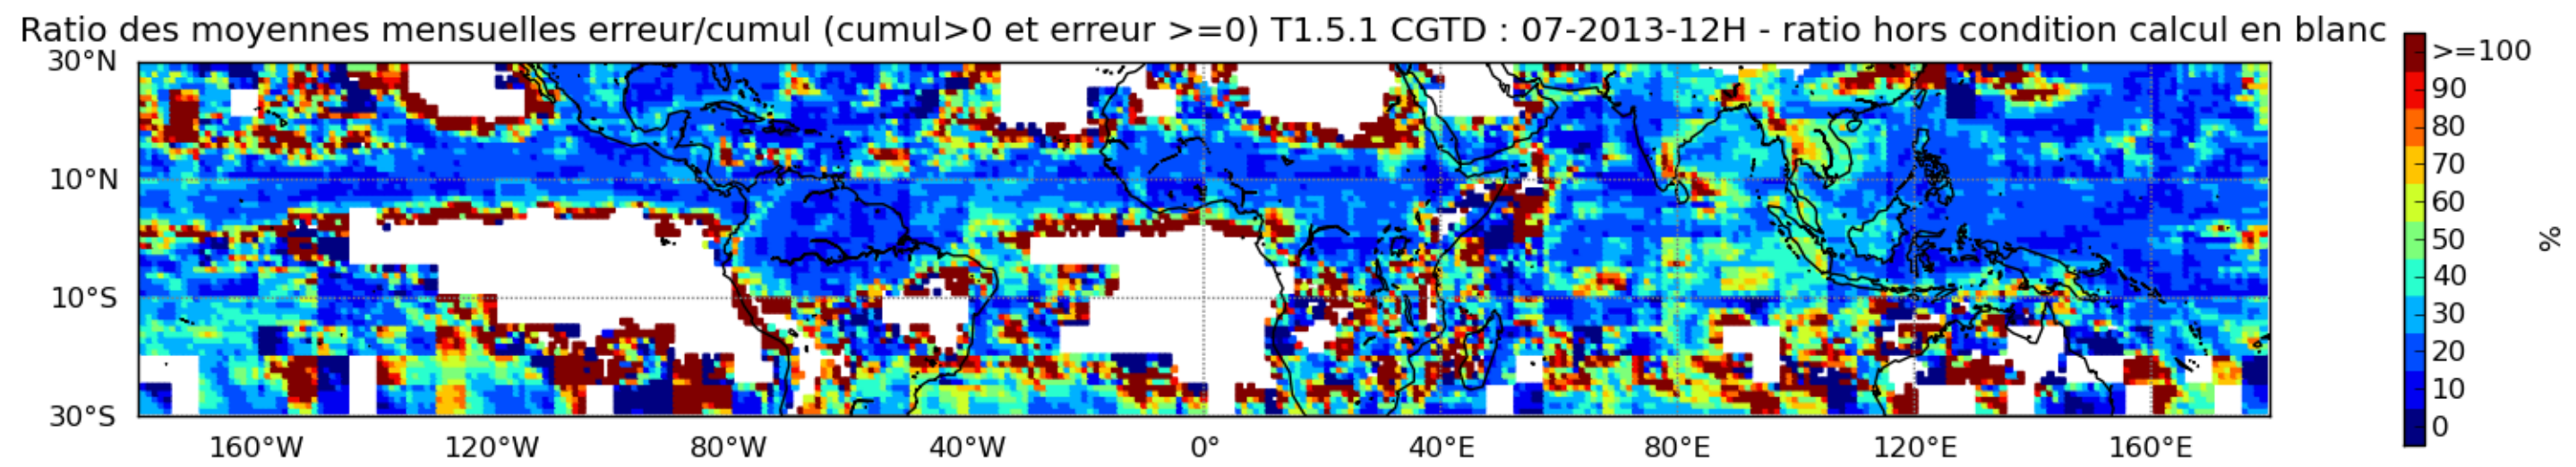 Ratio des moyennes mensuelles erreur/cumul (cumul>0 et erreur >=0) T1.5.1 CGTD : 07-2013-12H - ratio hors condition calcul en blanc
30°N
10°N
10°S
30°S
160°W 120°W 80°W 40°W 0° 40°E 80°E 120°E 160°E
>=100
90
80
70
60
50
40
30
20
10
0
%